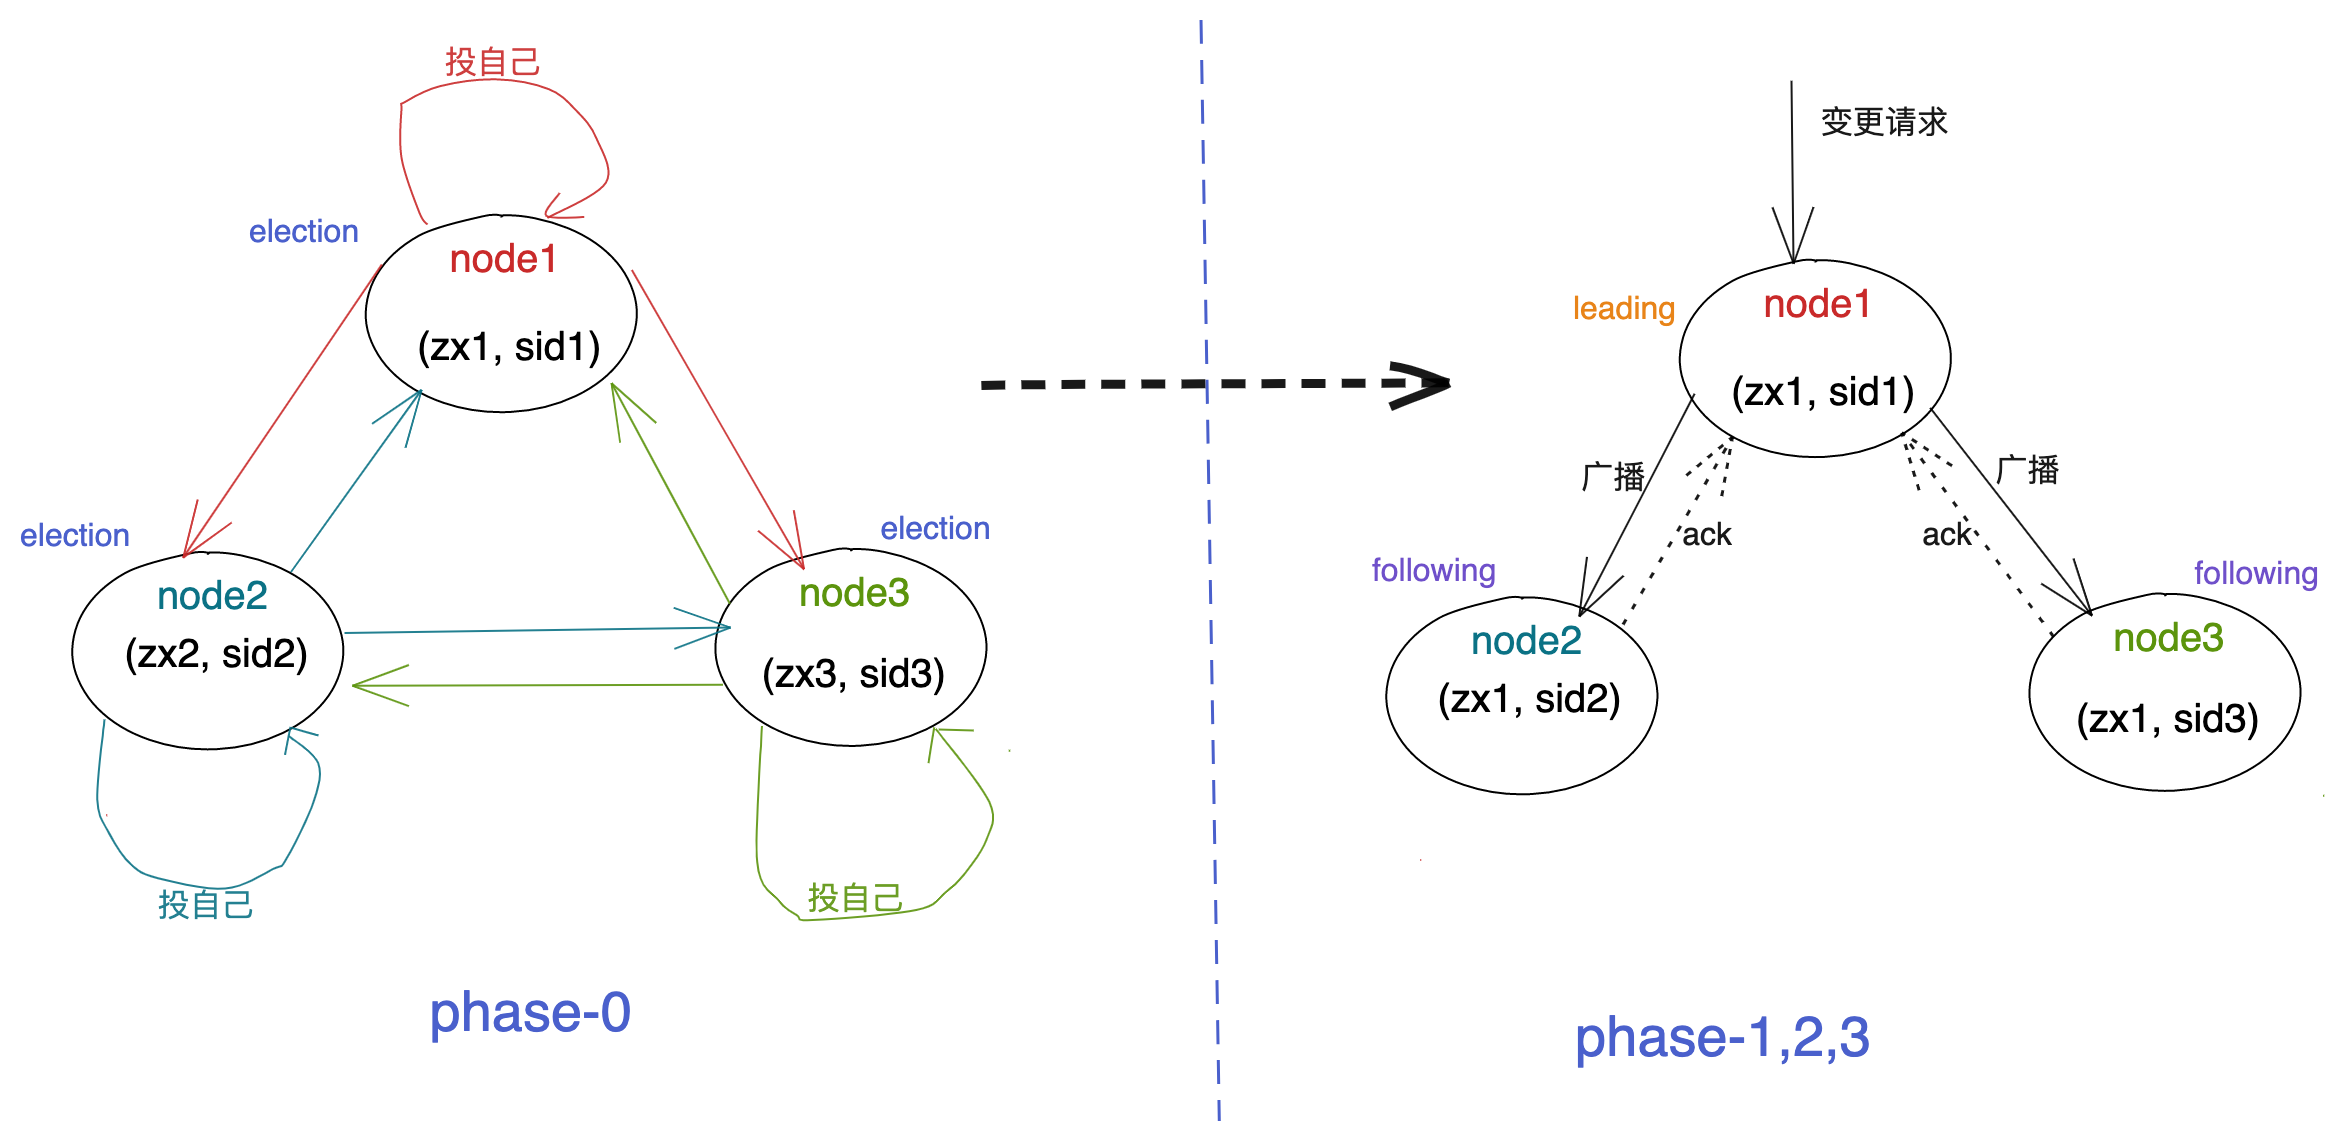 投自己
election
node1
(zx1, sid1)
election
node2
(zx2, sid2)
election
node3
(zx3, sid3)
投自己
投自己
phase-0
变更请求
leading
node1
(zx1, sid1)
广播
广播
ack
ack
following
following
node2
(zx1, sid2)
node3
(zx1, sid3)
phase-1,2,3